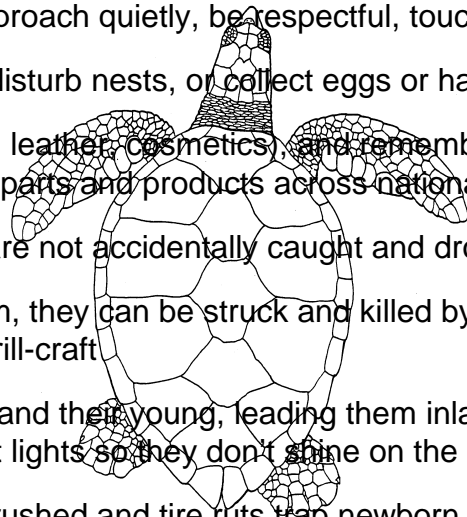 proach quietly, be respectful, touc
disturb nests, or collect eggs or ha
leather, cosmetics), and rememb
parts and products across nationa
re not accidentally caught and dro
, they can be struck and killed by
rill-craft
and their young, leading them inla
lights so they don't shine on the
rushed and tire ruts trap newborn